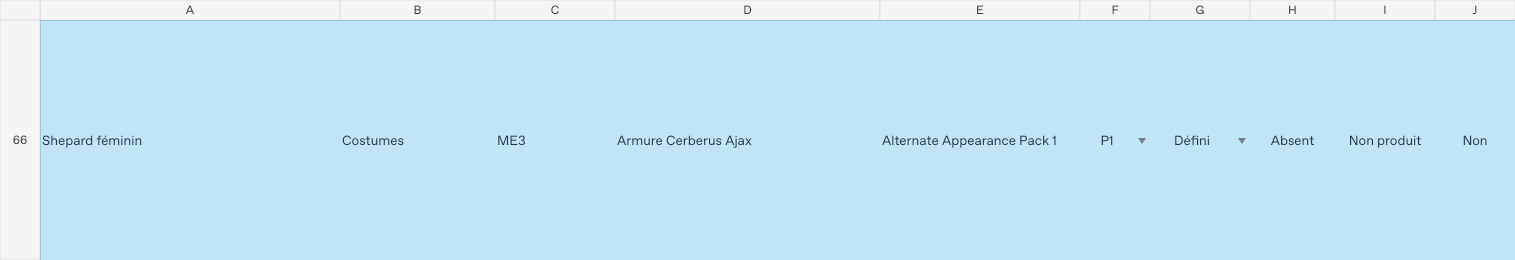 A B C D E F G H I J
66 Shepard féminin Costumes ME3 Armure Cerberus Ajax Alternate Appearance Pack 1 P1 Défini Absent Non produit Non